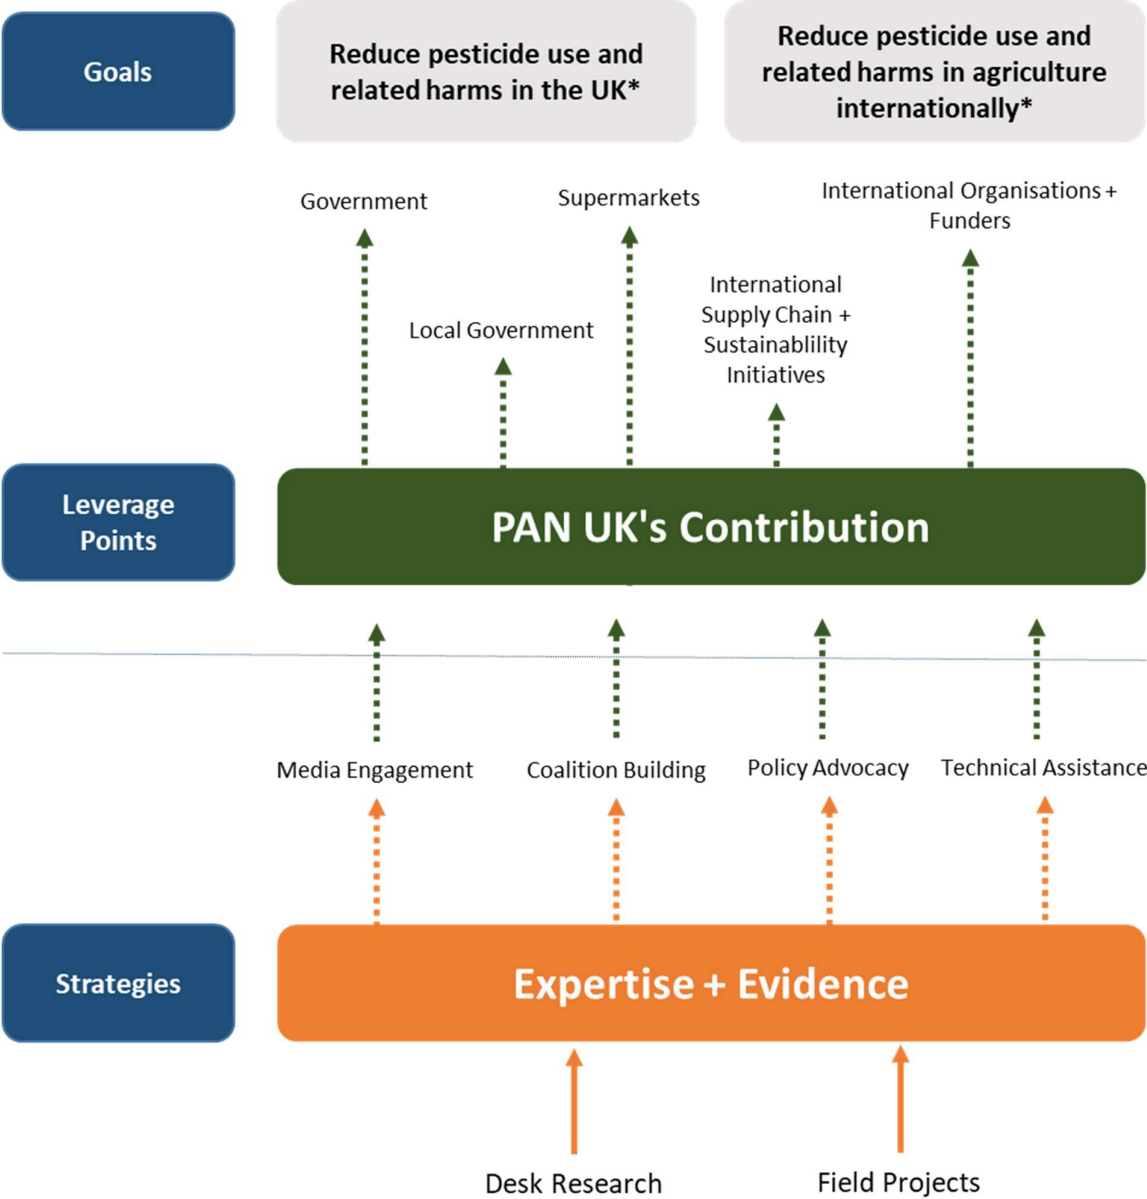 Goals
Reduce pesticide use and
related harms in the UK*
Reduce pesticide use and
related harms in agriculture
internationally*
Government
Supermarkets
International Organisations +
Funders
Local Government
International
Supply Chain +
Sustainablility
Initiatives
Leverage
Points
PAN UK's Contribution
Media Engagement
Coalition Building
Policy Advocacy
Technical Assistance
Strategies
Expertise + Evidence
Desk Research
Field Projects